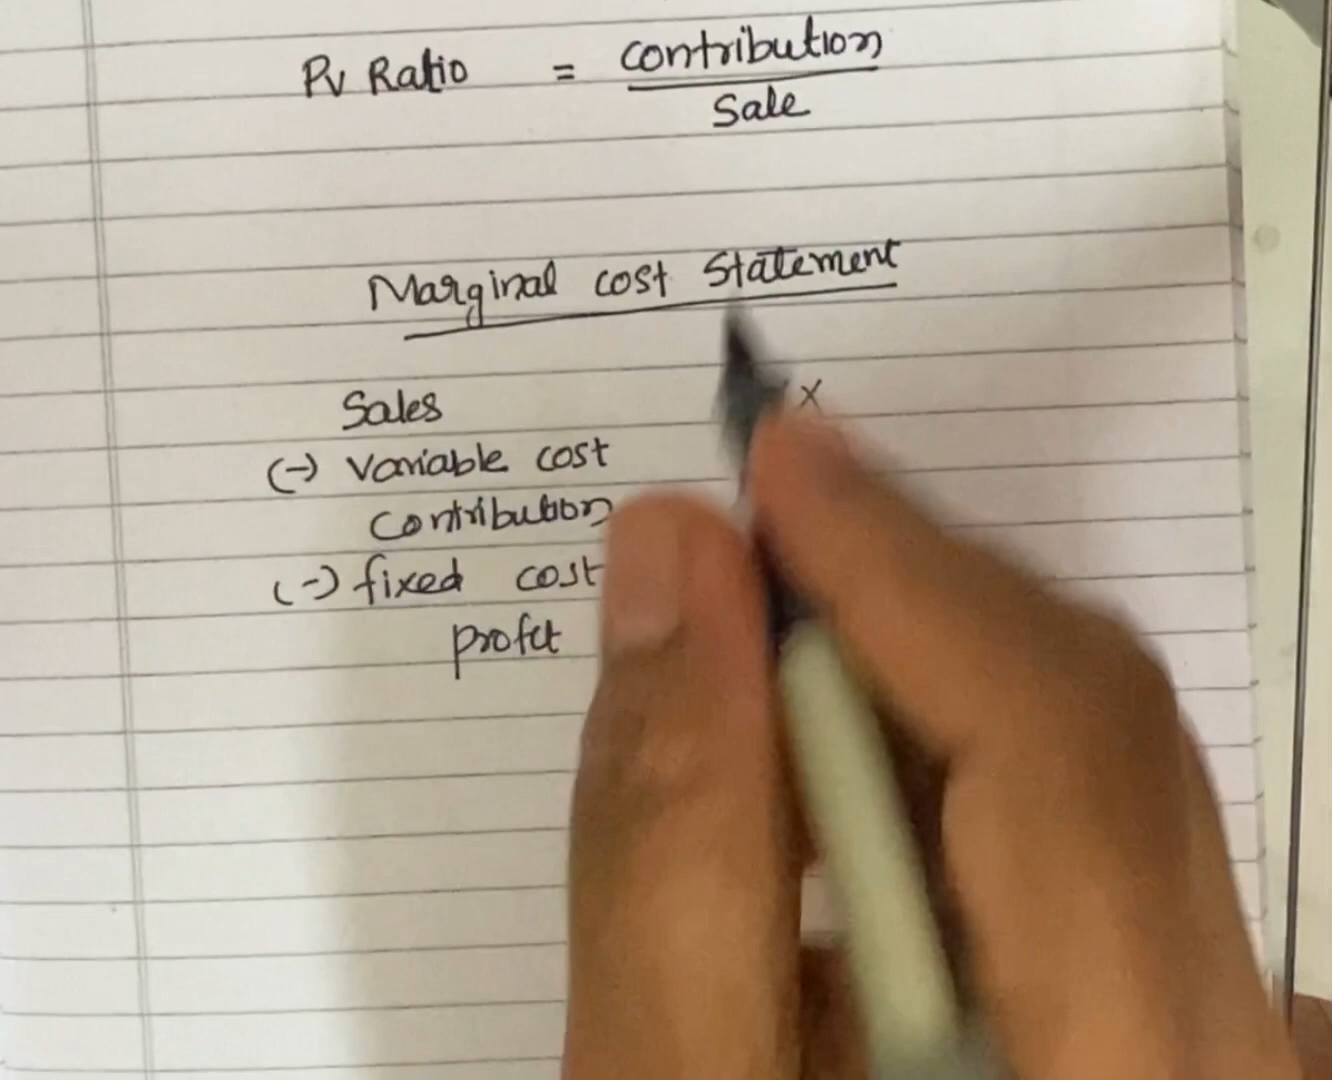 PV Ratio = contribution
Sale
Marginal cost Statement
Sales x
(-) variable cost
contribution
(-) fixed cost
profit